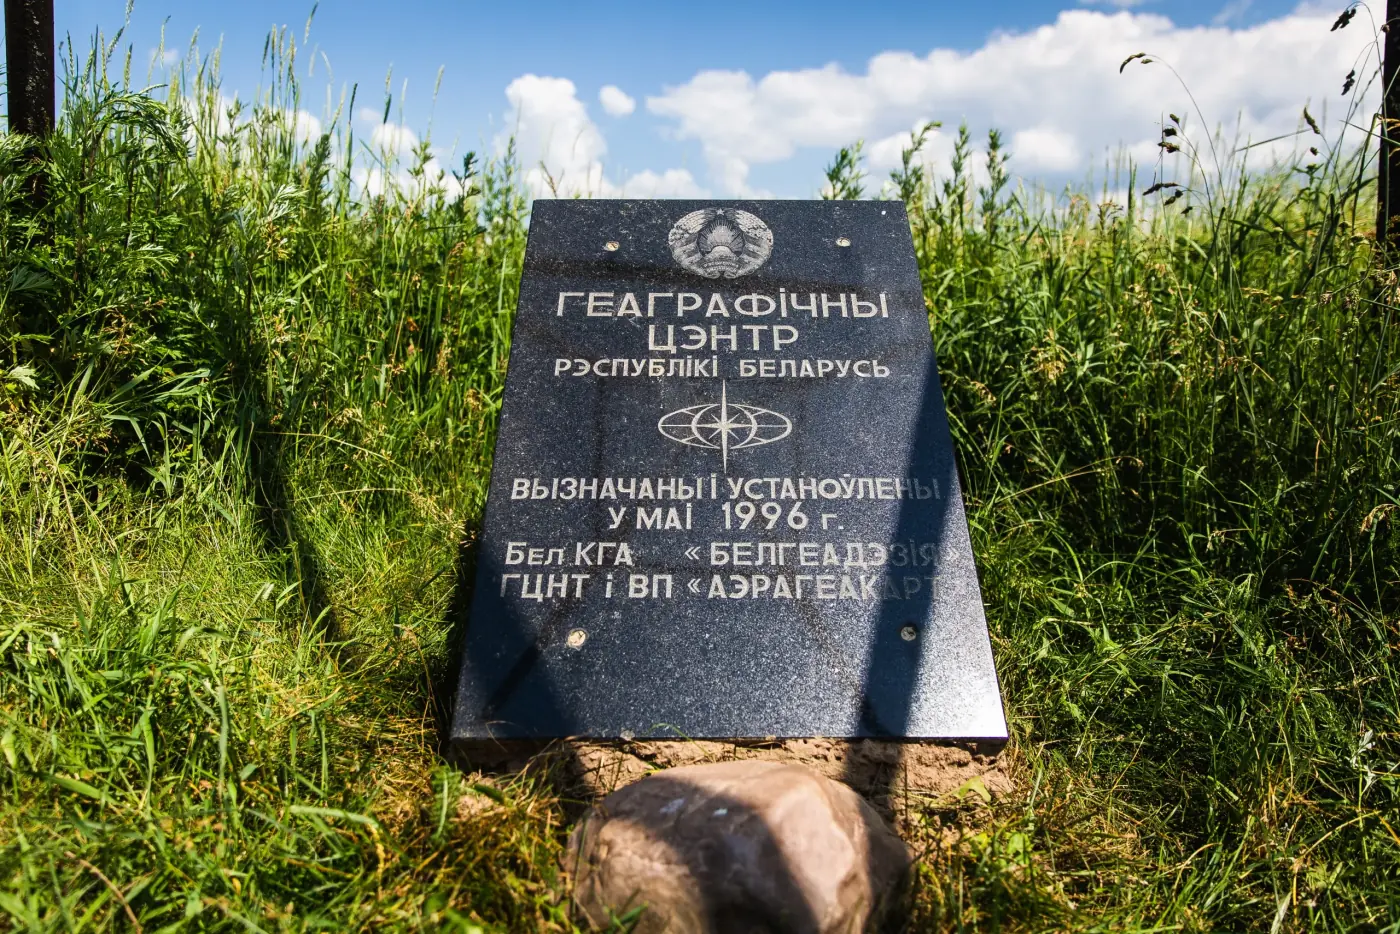 ГЕАГРАФІЧНЫ
ЦЭНТР
РЭСПУБЛІКІ БЕЛАРУСЬ
ВЫЗНАЧАНЫ І УСТАНОЎЛЕНЫ
У МАІ 1996 г.
Бел КГА «БЕЛГЕАДЭЗІЯ»
ГЦНТ і ВП «АЭРАГЕАКАРТ